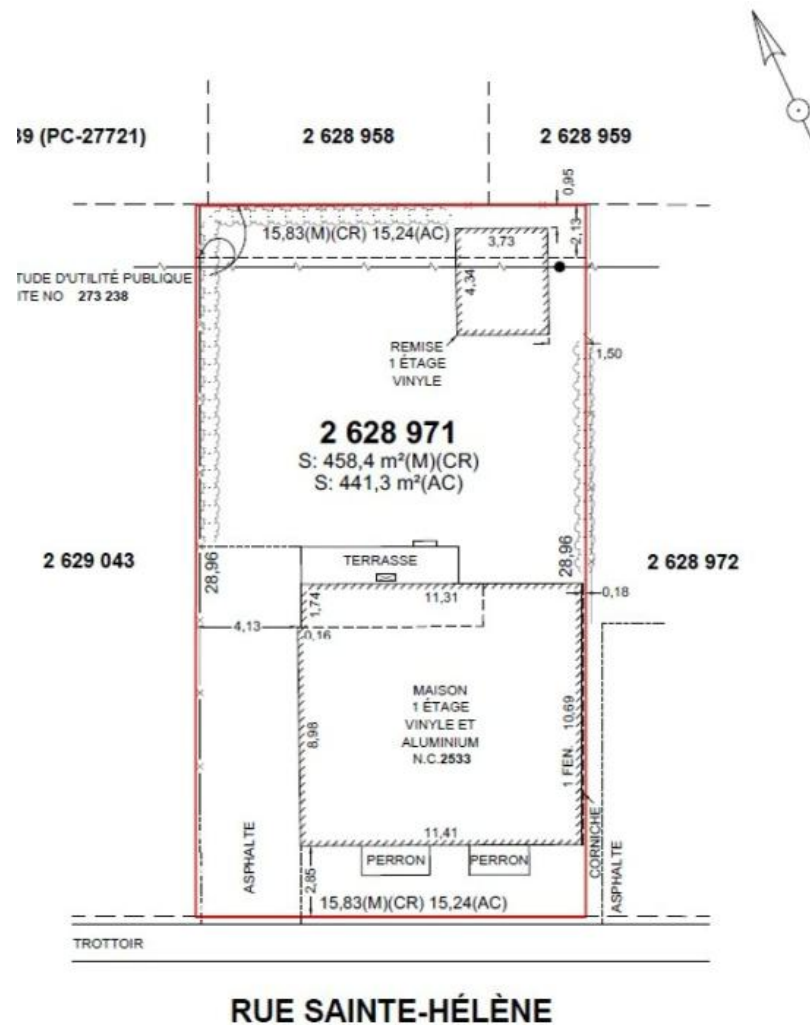 39 (PC-27721)
2 628 958
2 628 959
0,95
15,83(M)(CR) 15,24(AC)
3,73
2,13
TUDE D'UTILITÉ PUBLIQUE
ITE NO 273 238
4,34
REMISE
1 ÉTAGE
VINYLE
1,50
2 628 971
S: 458,4 m²(M)(CR)
S: 441,3 m²(AC)
2 629 043
28,96
TERRASSE
28,96
2 628 972
1,74
11,31
0,18
4,13
0,16
MAISON
1 ÉTAGE
VINYLE ET
ALUMINIUM
N.C.2533
8,98
10,69
1 FEN.
11,41
CORNICHE
ASPHALTE
PERRON
PERRON
ASPHALTE
2,85
15,83(M)(CR) 15,24(AC)
TROTTOIR
RUE SAINTE-HÉLÈNE